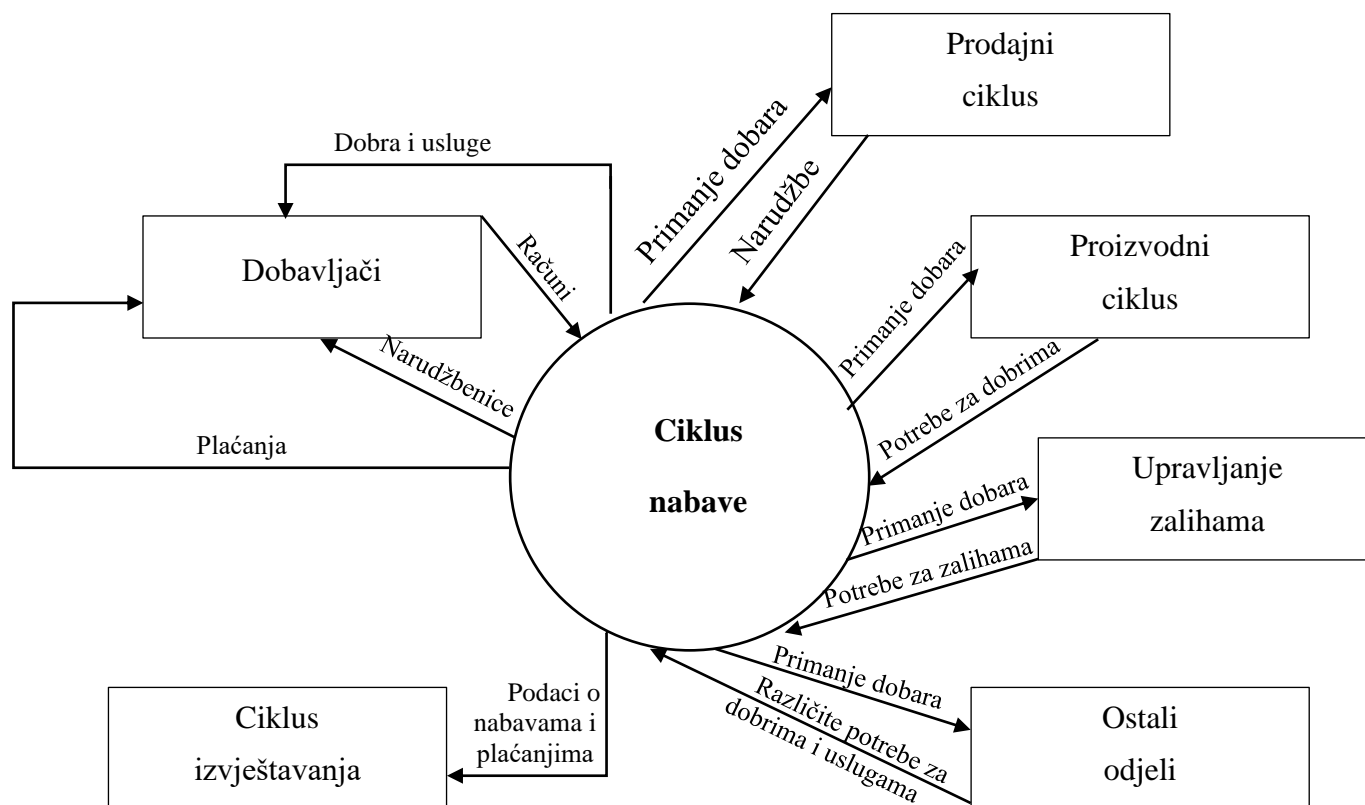 Prodajni
ciklus
Primanje dobara
Narudžbe
Dobra i usluge
Dobavljači
Računi
Narudžbenice
Plaćanja
Proizvodni
ciklus
Primanje dobara
Potrebe za dobrima
Ciklus
nabave
Upravljanje
zalihama
Primanje dobara
Potrebe za zalihama
Primanje dobara
Različite potrebe za
dobrima i uslugama
Ostali
odjeli
Podaci o
nabavama i
plaćanjima
Ciklus
izvještavanja